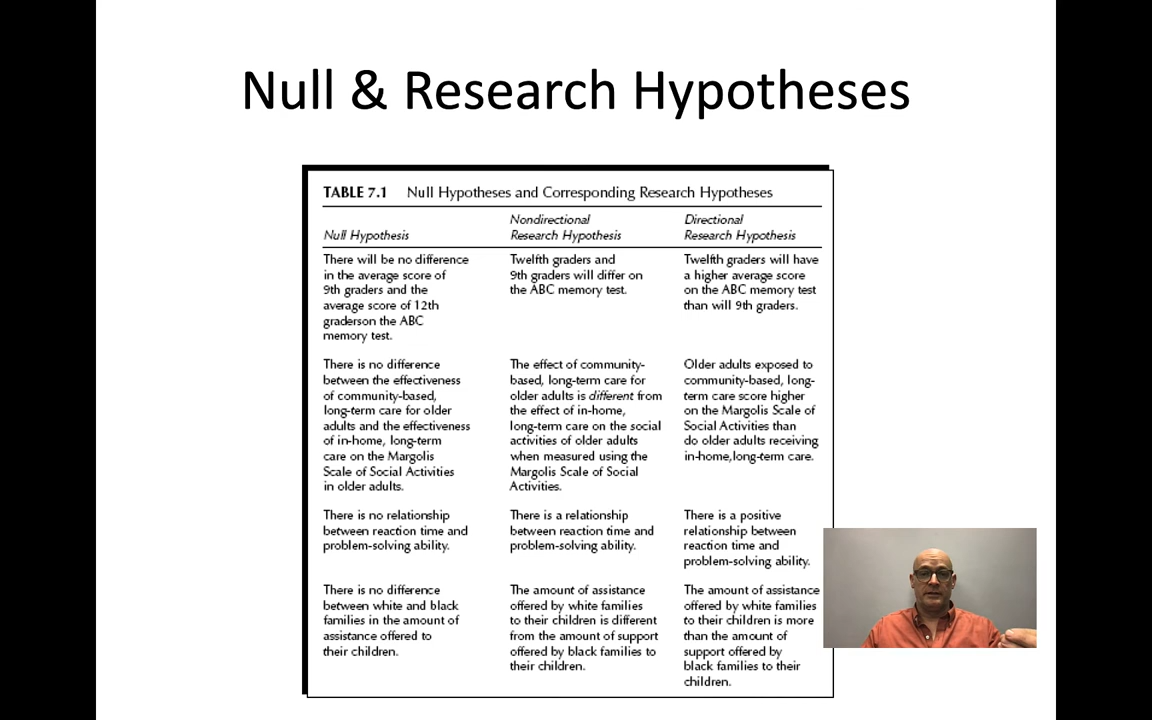 Null & Research Hypotheses
TABLE 7.1 Null Hypotheses and Corresponding Research Hypotheses
Null Hypothesis
Nondirectional
Research Hypothesis
Directional
Research Hypothesis
There will be no difference
in the average score of
9th graders and the
average score of 12th
graderson the ABC
memory test.
Twelfth graders and
9th graders will differ on
the ABC memory test.
Twelfth graders will have
a higher average score
on the ABC memory test
than will 9th graders.
There is no difference
between the effectiveness
of community-based,
long-term care for older
adults and the effectiveness
of in-home, long-term
care on the Margolis
Scale of Social Activities
in older adults.
The effect of community-
based, long-term care for
older adults is different from
the effect of in-home,
long-term care on the social
activities of older adults
when measured using the
Margolis Scale of Social
Activities.
Older adults exposed to
community-based, long-
term care score higher
on the Margolis Scale of
Social Activities than
do older adults receiving
in-home,long-term care.
There is no relationship
between reaction time and
problem-solving ability.
There is a relationship
between reaction time and
problem-solving ability.
There is a positive
relationship between
reaction time and
problem-solving ability.
There is no difference
between white and black
families in the amount of
assistance offered to
their children.
The amount of assistance
offered by white families
to their children is different
from the amount of support
offered by black families to
their children.
The amount of assistance
offered by white families
to their children is more
than the amount of
support offered by
black families to their
children.